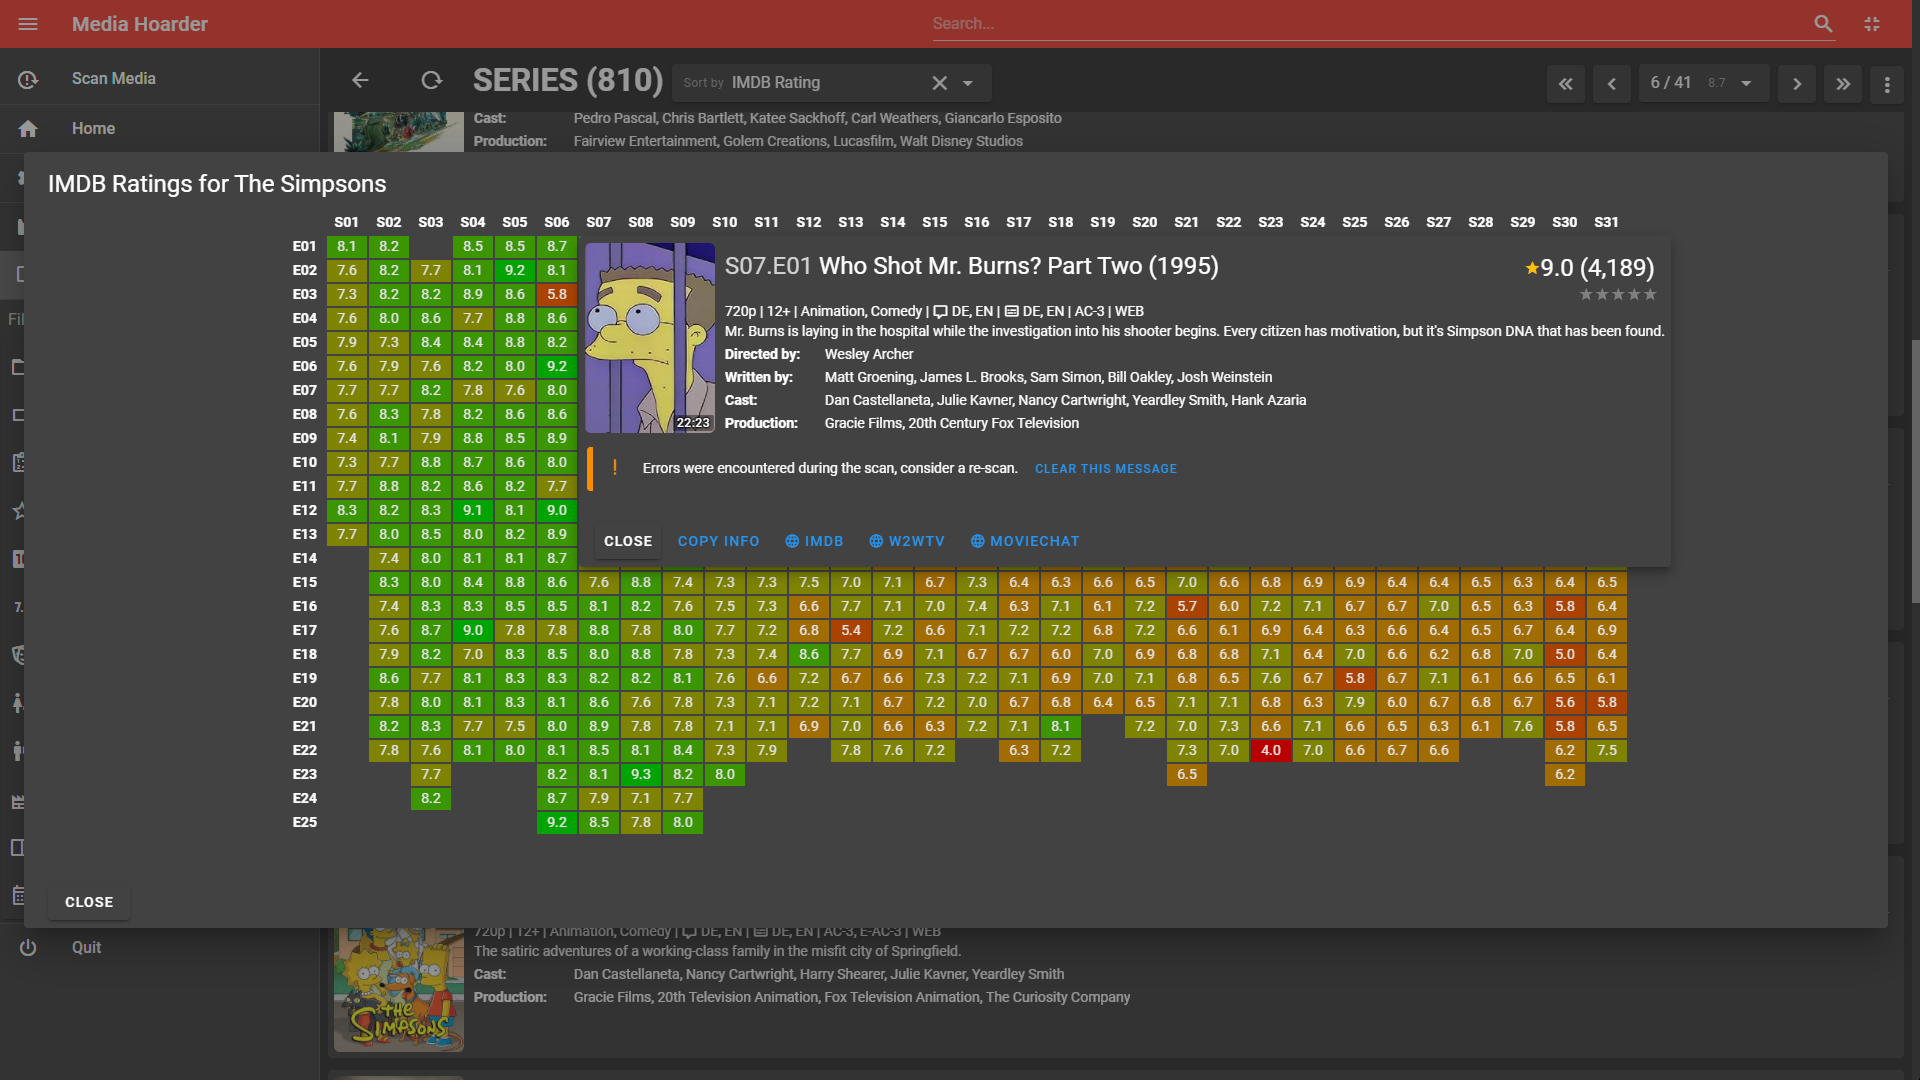 Media Hoarder
Search...
Scan Media
SERIES (810)
Sort by IMDB Rating
6 / 41 8.7
Home
Cast: Pedro Pascal, Chris Bartlett, Katee Sackhoff, Carl Weathers, Giancarlo Esposito
Production: Fairview Entertainment, Golem Creations, Lucasfilm, Walt Disney Studios
IMDB Ratings for The Simpsons
S01 S02 S03 S04 S05 S06 S07 S08 S09 S10 S11 S12 S13 S14 S15 S16 S17 S18 S19 S20 S21 S22 S23 S24 S25 S26 S27 S28 S29 S30 S31
E01 8.1 8.2 8.5 8.5 8.7
E02 7.6 8.2 7.7 8.1 9.2 8.1
E03 7.3 8.2 8.2 8.9 8.6 5.8
E04 7.6 8.0 8.6 7.7 8.8 8.6
E05 7.9 7.3 8.4 8.4 8.8 8.2
E06 7.6 7.9 7.6 8.2 8.0 9.2
E07 7.7 7.7 8.2 7.8 7.6 8.0
E08 7.6 8.3 7.8 8.2 8.6 8.6
E09 7.4 8.1 7.9 8.8 8.5 8.9
E10 7.3 7.7 8.8 8.7 8.6 8.0
E11 7.7 8.8 8.2 8.6 8.2 7.7
E12 8.3 8.2 8.3 9.1 8.1 9.0
E13 7.7 8.0 8.5 8.0 8.2 8.9
E14 7.4 8.0 8.1 8.1 8.7
S07.E01 Who Shot Mr. Burns? Part Two (1995)
9.0 (4,189)
720p | 12+ | Animation, Comedy | DE, EN | DE, EN | AC-3 | WEB
Mr. Burns is laying in the hospital while the investigation into his shooter begins. Every citizen has motivation, but it's Simpson DNA that has been found.
Directed by: Wesley Archer
Written by: Matt Groening, James L. Brooks, Sam Simon, Bill Oakley, Josh Weinstein
Cast: Dan Castellaneta, Julie Kavner, Nancy Cartwright, Yeardley Smith, Hank Azaria
Production: Gracie Films, 20th Century Fox Television
22:23
! Errors were encountered during the scan, consider a re-scan. CLEAR THIS MESSAGE
CLOSE COPY INFO IMDB W2WTV MOVIECHAT
E15 8.3 8.0 8.4 8.8 8.6 7.6 8.8 7.4 7.3 7.3 7.5 7.0 7.1 6.7 7.3 6.4 6.3 6.6 6.5 7.0 6.6 6.8 6.9 6.9 6.4 6.4 6.5 6.3 6.4 6.5
E16 7.4 8.3 8.3 8.5 8.5 8.1 8.2 7.6 7.5 7.3 6.6 7.7 7.1 7.0 7.4 6.3 7.1 6.1 7.2 5.7 6.0 7.2 7.1 6.7 6.7 7.0 6.5 6.3 5.8 6.4
E17 7.6 8.7 9.0 7.8 7.8 8.8 7.8 8.0 7.7 7.2 6.8 5.4 7.2 6.6 7.1 7.2 7.2 6.8 7.2 6.6 6.1 6.9 6.4 6.3 6.6 6.4 6.5 6.7 6.4 6.9
E18 7.9 8.2 7.0 8.3 8.5 8.0 8.8 7.8 7.3 7.4 8.6 7.7 6.9 7.1 6.7 6.7 6.0 7.0 6.9 6.8 6.8 7.1 6.4 7.0 6.6 6.2 6.8 7.0 5.0 6.4
E19 8.6 7.7 8.1 8.3 8.3 8.2 8.2 8.1 7.6 6.6 7.2 6.7 6.6 7.3 7.2 7.1 6.9 7.0 7.1 6.8 6.5 7.6 6.7 5.8 6.7 7.1 6.1 6.6 6.5 6.1
E20 7.8 8.0 8.1 8.3 8.1 8.6 7.6 7.8 7.3 7.1 7.2 7.1 6.7 7.2 7.0 6.7 6.8 6.4 6.5 7.1 7.1 6.8 6.3 7.9 6.0 6.7 6.8 6.7 5.6 5.8
E21 8.2 8.3 7.7 7.5 8.0 8.9 7.8 7.8 7.1 7.1 6.9 7.0 6.6 6.3 7.2 7.1 8.1 7.2 7.0 7.3 6.6 7.1 6.6 6.5 6.3 6.1 7.6 5.8 6.5
E22 7.8 7.6 8.1 8.0 8.1 8.5 8.1 8.4 7.3 7.9 7.8 7.6 7.2 6.3 7.2 7.3 7.0 4.0 7.0 6.6 6.7 6.6 6.2 7.5
E23 7.7 8.2 8.1 9.3 8.2 8.0 6.5 6.2
E24 8.2 8.7 7.9 7.1 7.7
E25 9.2 8.5 7.8 8.0
CLOSE
Quit
720p | 12+ | Animation, Comedy | DE, EN | DE, EN | AC-3, E-AC-3 | WEB
The satiric adventures of a working-class family in the misfit city of Springfield.
Cast: Dan Castellaneta, Nancy Cartwright, Harry Shearer, Julie Kavner, Yeardley Smith
Production: Gracie Films, 20th Television Animation, Fox Television Animation, The Curiosity Company
THE SIMPSONS